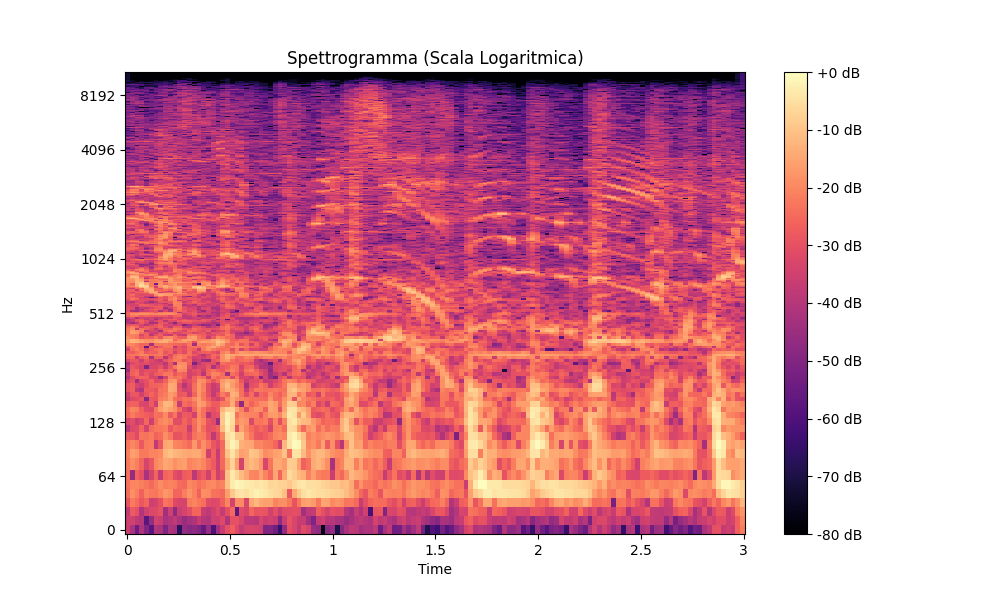 Spettrogramma (Scala Logaritmica)
Hz
8192
4096
2048
1024
512
256
128
64
0
0 0.5 1 1.5 2 2.5 3
Time
+0 dB
-10 dB
-20 dB
-30 dB
-40 dB
-50 dB
-60 dB
-70 dB
-80 dB